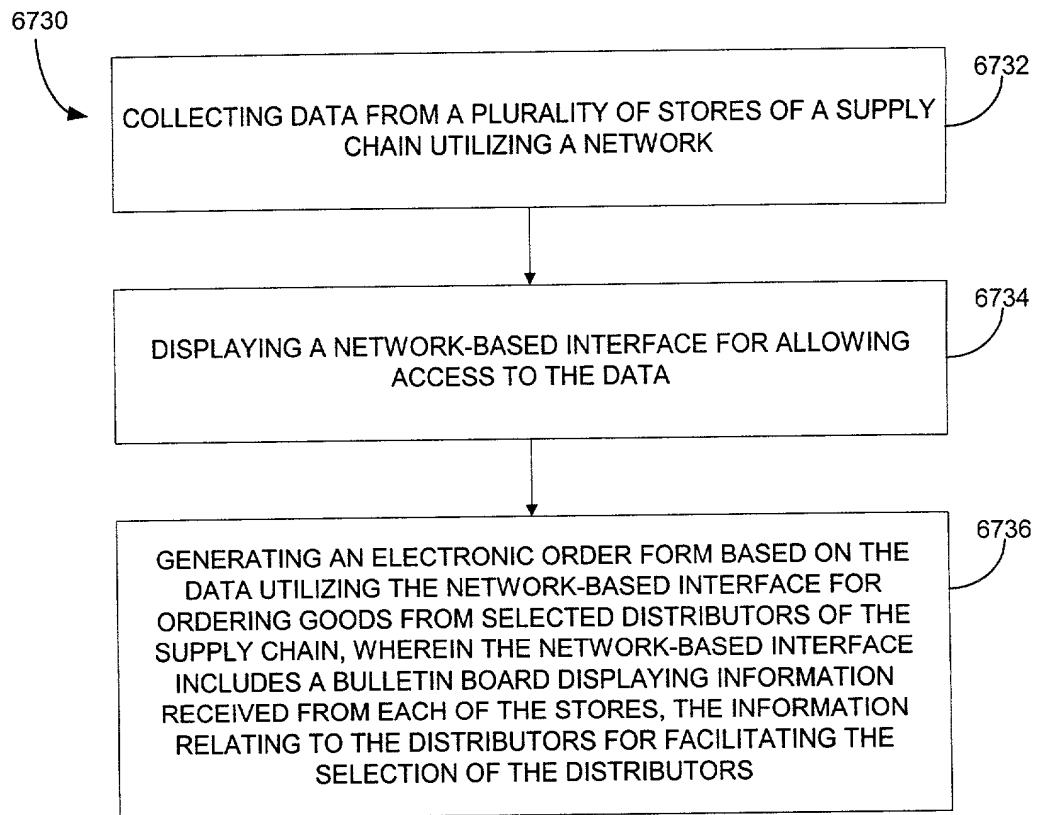 6730
6732
COLLECTING DATA FROM A PLURALITY OF STORES OF A SUPPLY
CHAIN UTILIZING A NETWORK
6734
DISPLAYING A NETWORK-BASED INTERFACE FOR ALLOWING
ACCESS TO THE DATA
6736
GENERATING AN ELECTRONIC ORDER FORM BASED ON THE
DATA UTILIZING THE NETWORK-BASED INTERFACE FOR
ORDERING GOODS FROM SELECTED DISTRIBUTORS OF THE
SUPPLY CHAIN, WHEREIN THE NETWORK-BASED INTERFACE
INCLUDES A BULLETIN BOARD DISPLAYING INFORMATION
RECEIVED FROM EACH OF THE STORES, THE INFORMATION
RELATING TO THE DISTRIBUTORS FOR FACILITATING THE
SELECTION OF THE DISTRIBUTORS